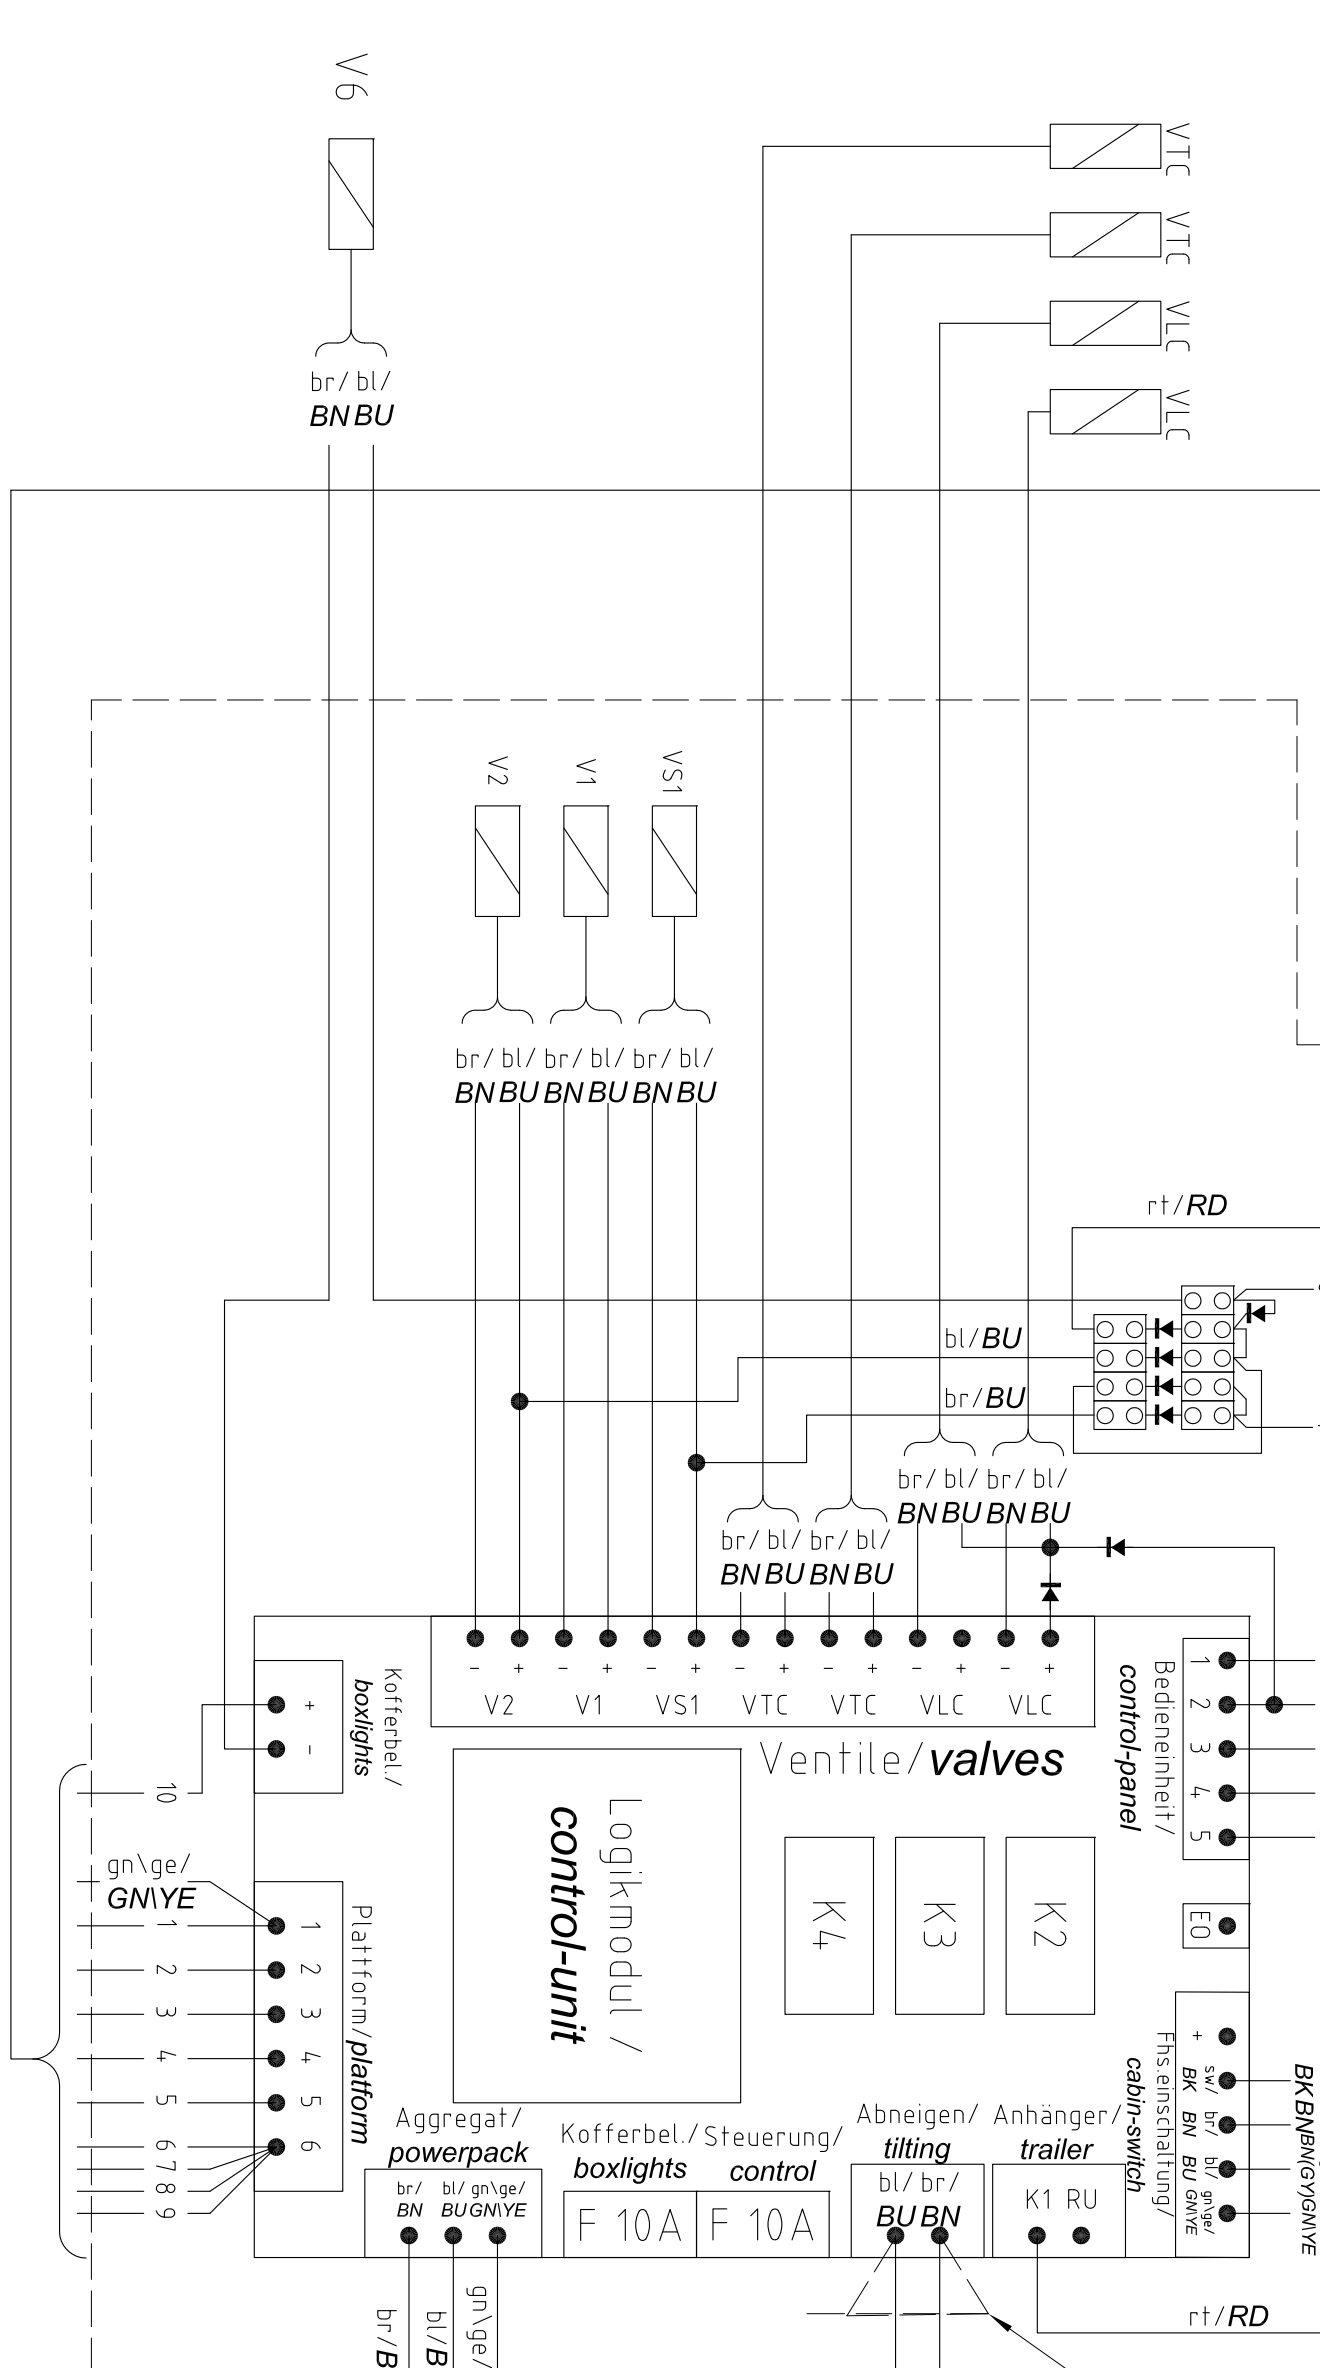 V6
VTC
VTC
VLC
VLC
br/ bl/
BN BU
V2 V1 VS1
br/ bl/ br/ bl/ br/ bl/
BN BU BN BU BN BU
rt/RD
bl/BU
br/BU
br/ bl/ br/ bl/
BN BU BN BU
br/ bl/ br/ bl/
BN BU BN BU
- + - + - + - + - + - + - +
V2 V1 VS1 VTC VTC VLC VLC
Ventile/valves
Kofferbel./
boxlights
+
-
10
Bedieneinheit/
control-panel
1
2
3
4
5
Logikmodul /
control-unit
K4 K3 K2
EO
gn\ge/
GN\YE
1 1
2 2
3 3
4 4
5 5
6 6
7
8
9
Plattform/platform
Fhs.einschaltung/
cabin-switch
+
sw/
BK
br/
BN
bl/
BU
gn\ge/
GN\YE
BK BN BN(GY) GN\YE
Aggregat/
powerpack
br/ bl/ gn\ge/
BN BU GN\YE
Kofferbel./
boxlights
F 10A
Steuerung/
control
F 10A
Abneigen/
tilting
bl/ br/
BU BN
Anhänger/
trailer
K1 RU
br/B
bl/B
gn\ge/
rt/RD